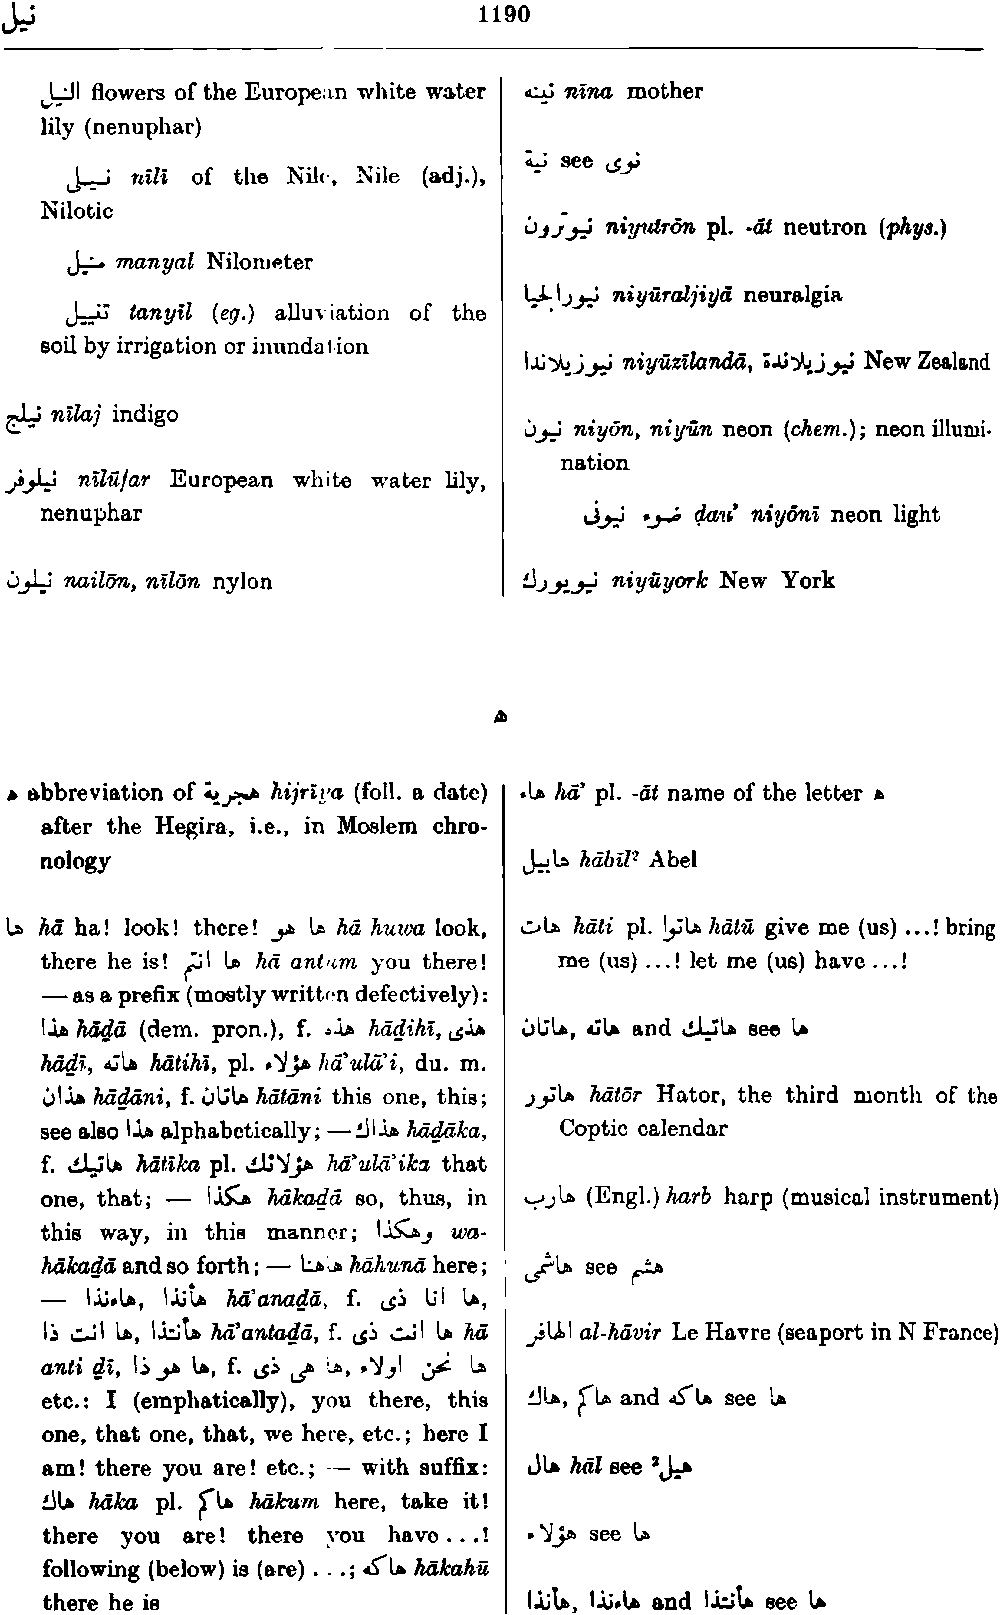 نيل 1190
النيل flowers of the European white water
lily (nenuphar)
نيلى nīlī of the Nile, Nile (adj.),
Nilotic
منيل manyal Nilometer
تنييل tanyīl (eg.) alluviation of the
soil by irrigation or inundation
نيلج nīlaj indigo
نيلوفر nīlūfar European white water lily,
nenuphar
نيلون nailōn, nīlōn nylon
نينه nīna mother
نية see نوى
نيوترون niyutrōn pl. -āt neutron (phys.)
نيورالجيا niyūraljiyā neuralgia
نيوزيلاندا niyūzīlandā, نيوزيلاندة New Zealand
نيون niyōn, niyūn neon (chem.); neon illumi-
nation
ضوء نيونى ḍau’ niyōnī neon light
نيويورك niyūyork New York
ه
ه abbreviation of هجرية hijrīya (foll. a date)
after the Hegira, i.e., in Moslem chro-
nology
ها hā ha! look! there! ها هو hā huwa look,
there he is! ها انتم hā antum you there!
— as a prefix (mostly written defectively):
هذا hāḏā (dem. pron.), f. هذه hāḏihī, هذى
hāḏī, هاته hātihī, pl. هؤلاء hā’ulā’i, du. m.
هذان hāḏāni, f. هاتان hātāni this one, this;
see also هذا alphabetically; — هذاك hāḏāka,
f. هاتيك hātīka pl. هؤلائك hā’ulā’ika that
one, that; — هكذا hākaḏā so, thus, in
this way, in this manner; وهكذا wa-
hākaḏā and so forth; — هاهنا hāhunā here;
— هأنذا, هاءنذا hā’anaḏā, f. ها انا ذى,
ها انت ذا, هأنتذا hā’antaḏā, f. ها انت ذى hā
anti ḏī, ها هو ذا, f. ها هى ذى, ها نحن اولاء
etc.: I (emphatically), you there, this
one, that one, that, we here, etc.; here I
am! there you are! etc.; — with suffix:
هاك hāka pl. هاكم hākum here, take it!
there you are! there you have . . .!
following (below) is (are) . . .; هاكه hākahū
there he is
هاء hā’ pl. -āt name of the letter ه
هابيل hābīl² Abel
هات hāti pl. هاتوا hātū give me (us) ...! bring
me (us) ...! let me (us) have ...!
هاتان, هاته and هاتيك see ها
هاتور hātōr Hator, the third month of the
Coptic calendar
هارب (Engl.) harb harp (musical instrument)
هاشمى see هشم
الهافر al-hāvir Le Havre (seaport in N France)
هاك, هاكم and هاكه see ها
هال hāl see هيل²
هؤلاء see ها
هأنذا, هاءنذا and هأنتذا see ها